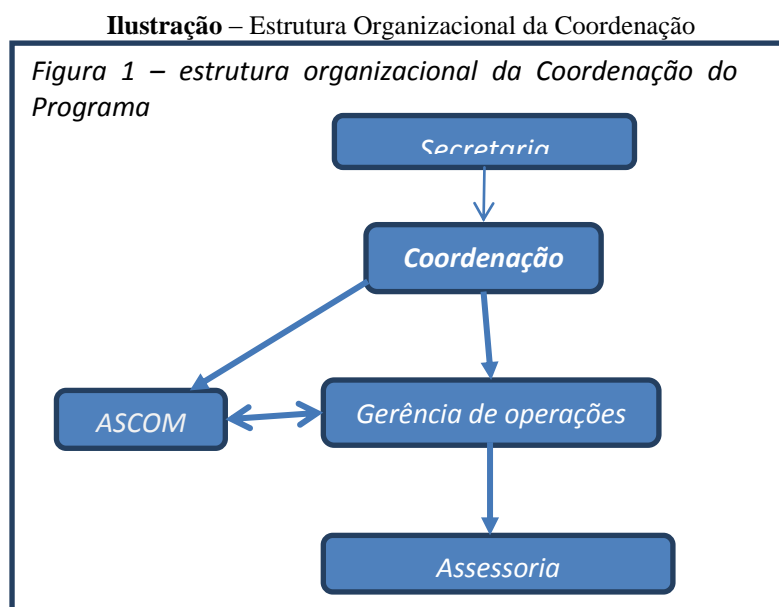 Ilustração – Estrutura Organizacional da Coordenação
Figura 1 – estrutura organizacional da Coordenação do
Programa
Secretaria
Coordenação
ASCOM
Gerência de operações
Assessoria